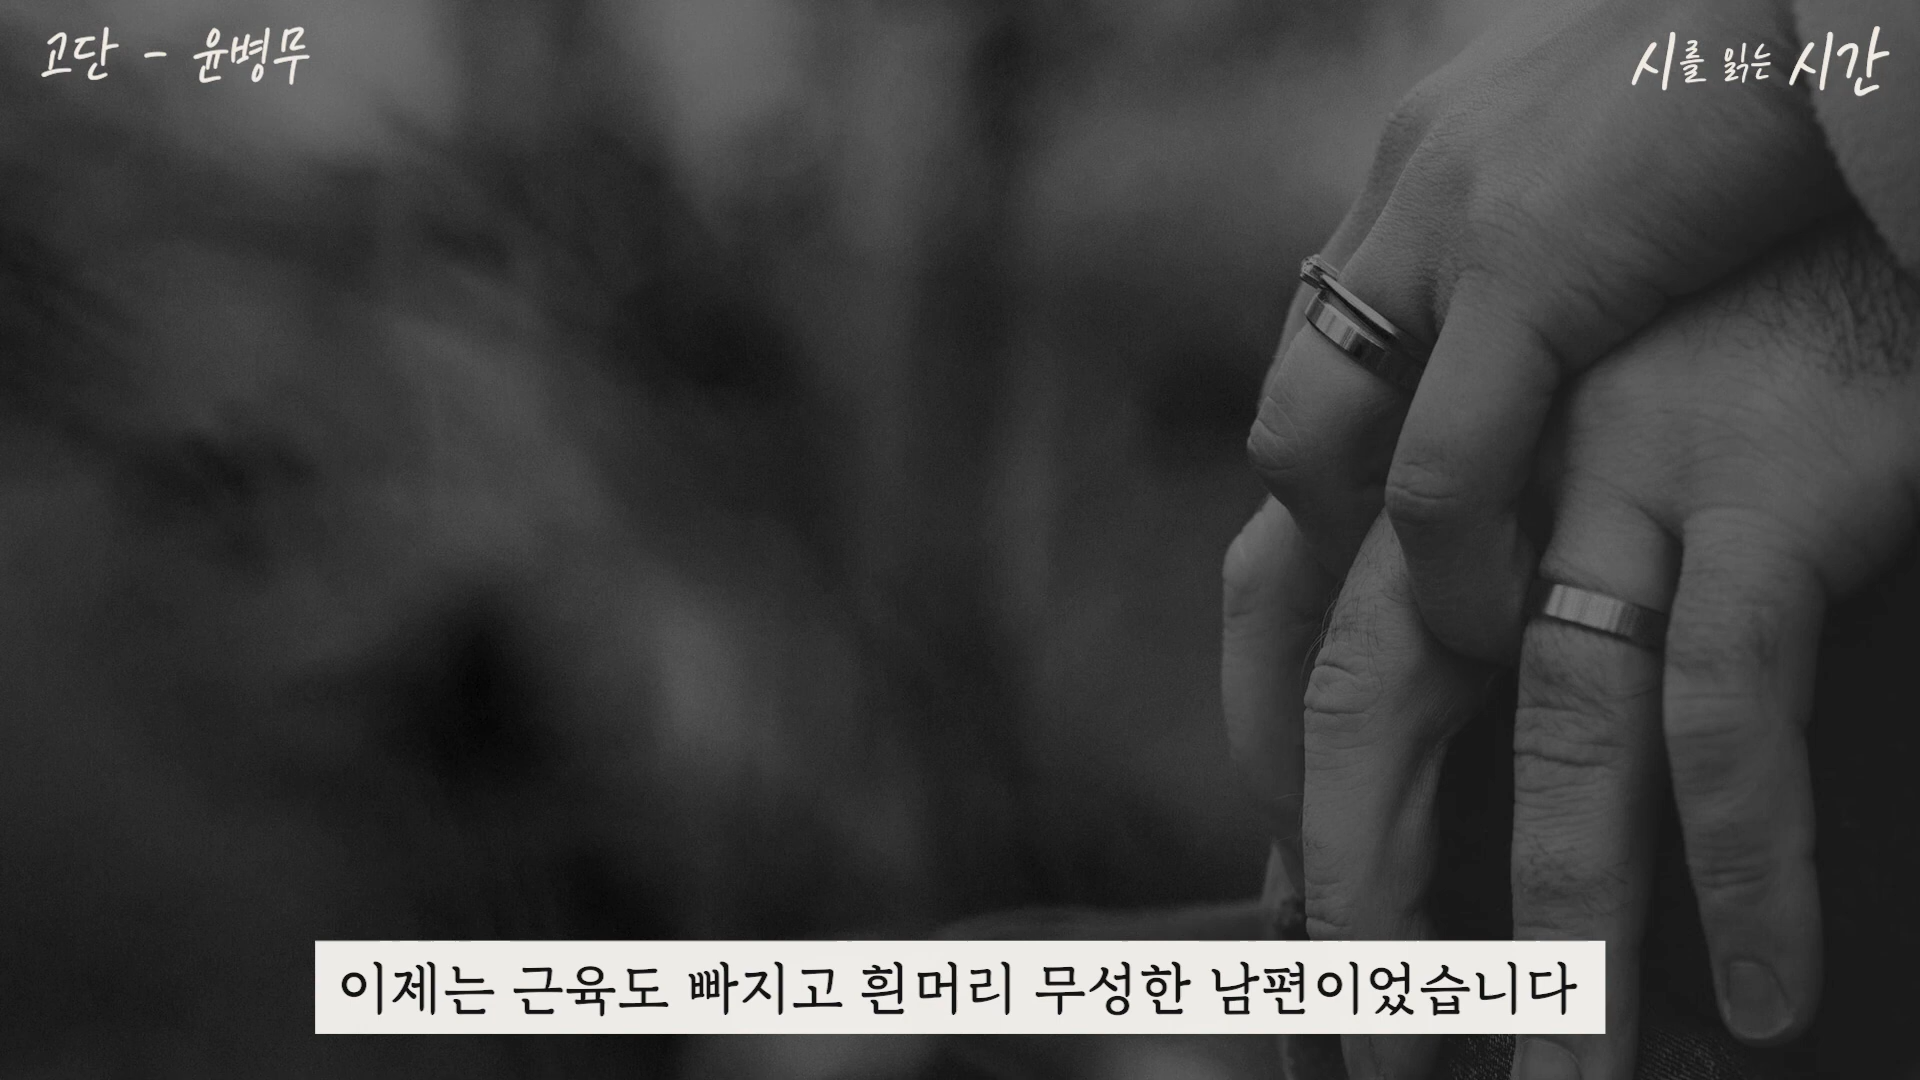 고단 - 윤병무
시를 읽는 시간
이제는 근육도 빠지고 흰머리 무성한 남편이었습니다